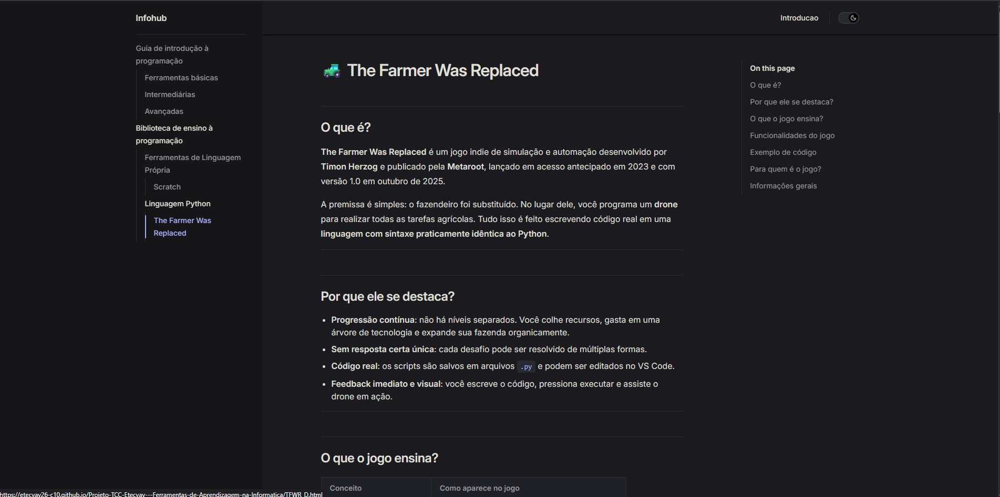 Infohub
Introducao
Guia de introdução à
programação
Ferramentas básicas
Intermediárias
Avançadas
Biblioteca de ensino à
programação
Ferramentas de Linguagem
Própria
Scratch
Linguagem Python
The Farmer Was
Replaced
The Farmer Was Replaced
O que é?
The Farmer Was Replaced é um jogo indie de simulação e automação desenvolvido por
Timon Herzog e publicado pela Metaroot, lançado em acesso antecipado em 2023 e com
versão 1.0 em outubro de 2025.
A premissa é simples: o fazendeiro foi substituído. No lugar dele, você programa um drone
para realizar todas as tarefas agrícolas. Tudo isso é feito escrevendo código real em uma
linguagem com sintaxe praticamente idêntica ao Python.
Por que ele se destaca?
• Progressão contínua: não há níveis separados. Você colhe recursos, gasta em uma
árvore de tecnologia e expande sua fazenda organicamente.
• Sem resposta certa única: cada desafio pode ser resolvido de múltiplas formas.
• Código real: os scripts são salvos em arquivos .py e podem ser editados no VS Code.
• Feedback imediato e visual: você escreve o código, pressiona executar e assiste o
drone em ação.
O que o jogo ensina?
Conceito
Como aparece no jogo
On this page
O que é?
Por que ele se destaca?
O que o jogo ensina?
Funcionalidades do jogo
Exemplo de código
Para quem é o jogo?
Informações gerais
https://etecvav26-c10.github.io/Projeto-TCC-Etecvav---Ferramentas-de-Aprendizagem-na-Informatica/TFWR_D.html